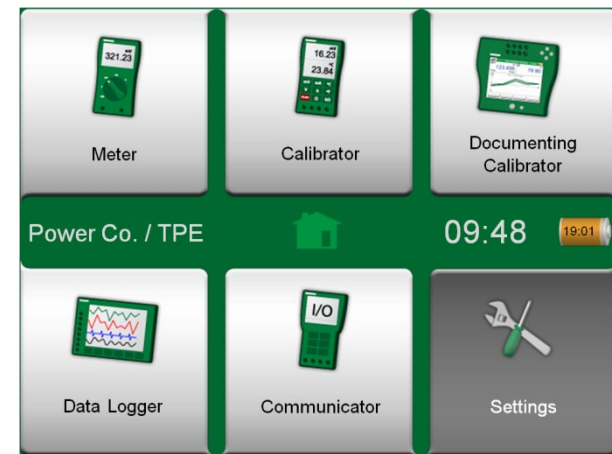 321.23
16.23
23.84
Meter
Calibrator
Documenting
Calibrator
Power Co. / TPE
09:48
19:01
I/O
Data Logger
Communicator
Settings